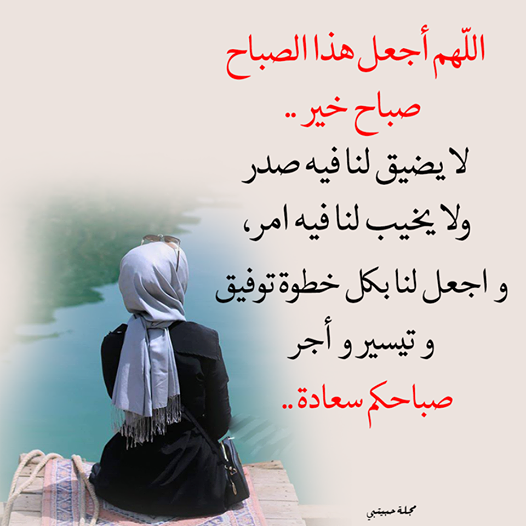 اللّهم أجعل هذا الصباح
صباح خير ..
لا يضيق لنا فيه صدر
ولا يخيب لنا فيه امر،
و اجعل لنا بكل خطوة توفيق
و تيسير و أجر
صباحكم سعادة ..
مجلة حبيبتي